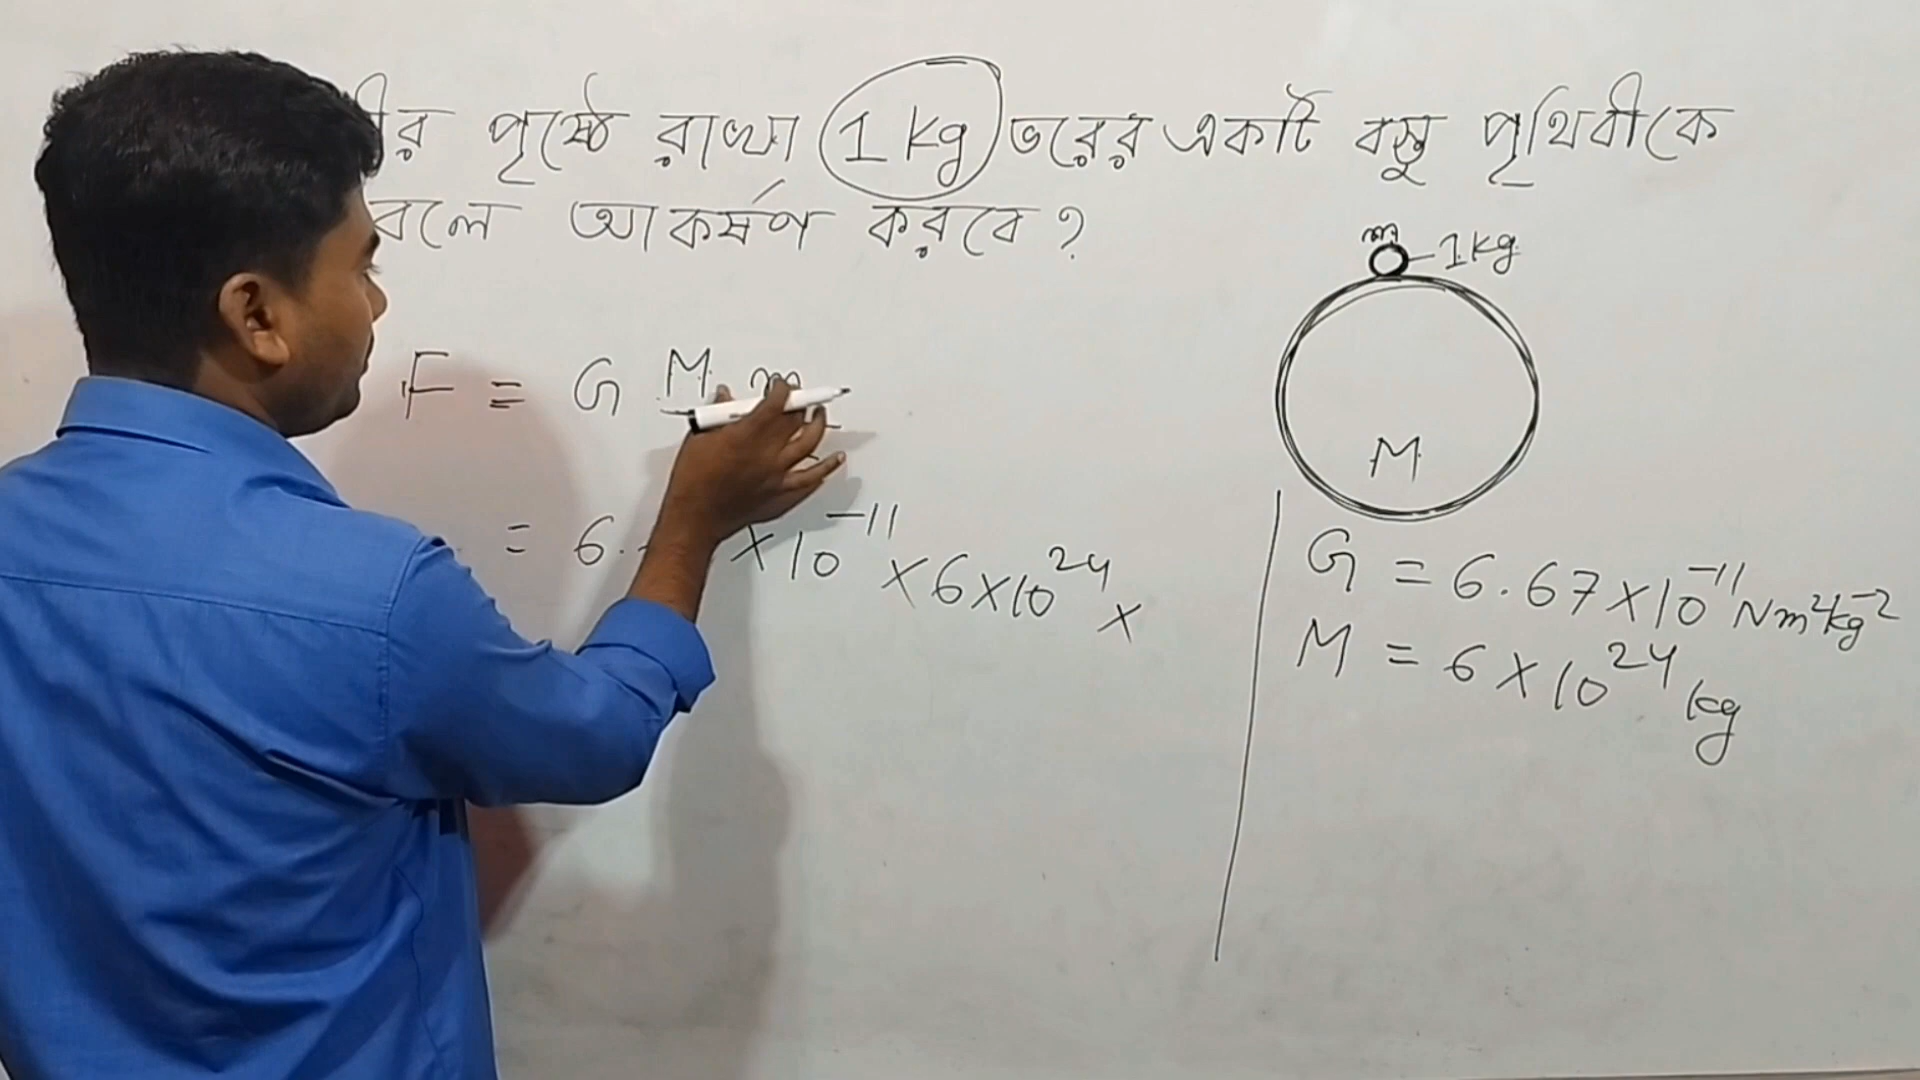 পৃষ্ঠে রাখা 1 kg ভরের একটি বস্তু পৃথিবীকে
বলে আকর্ষণ করবে?
m
1kg
F = G M m
M
= 6. ×10⁻¹¹ ×6×10²⁴ ×
G = 6.67×10⁻¹¹ Nm²kg⁻²
M = 6×10²⁴ kg